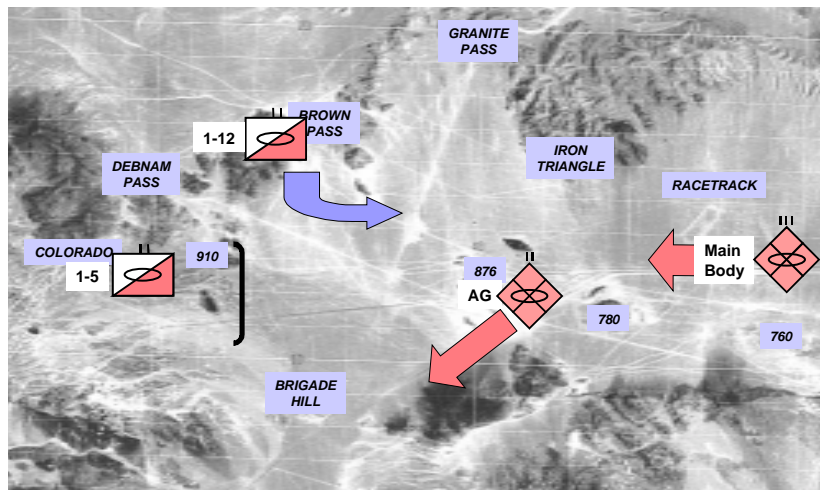 GRANITE
PASS
BROWN
PASS
1-12
IRON
TRIANGLE
DEBNAM
PASS
RACETRACK
COLORADO
910
1-5
Main
Body
876
AG
780
760
BRIGADE
HILL